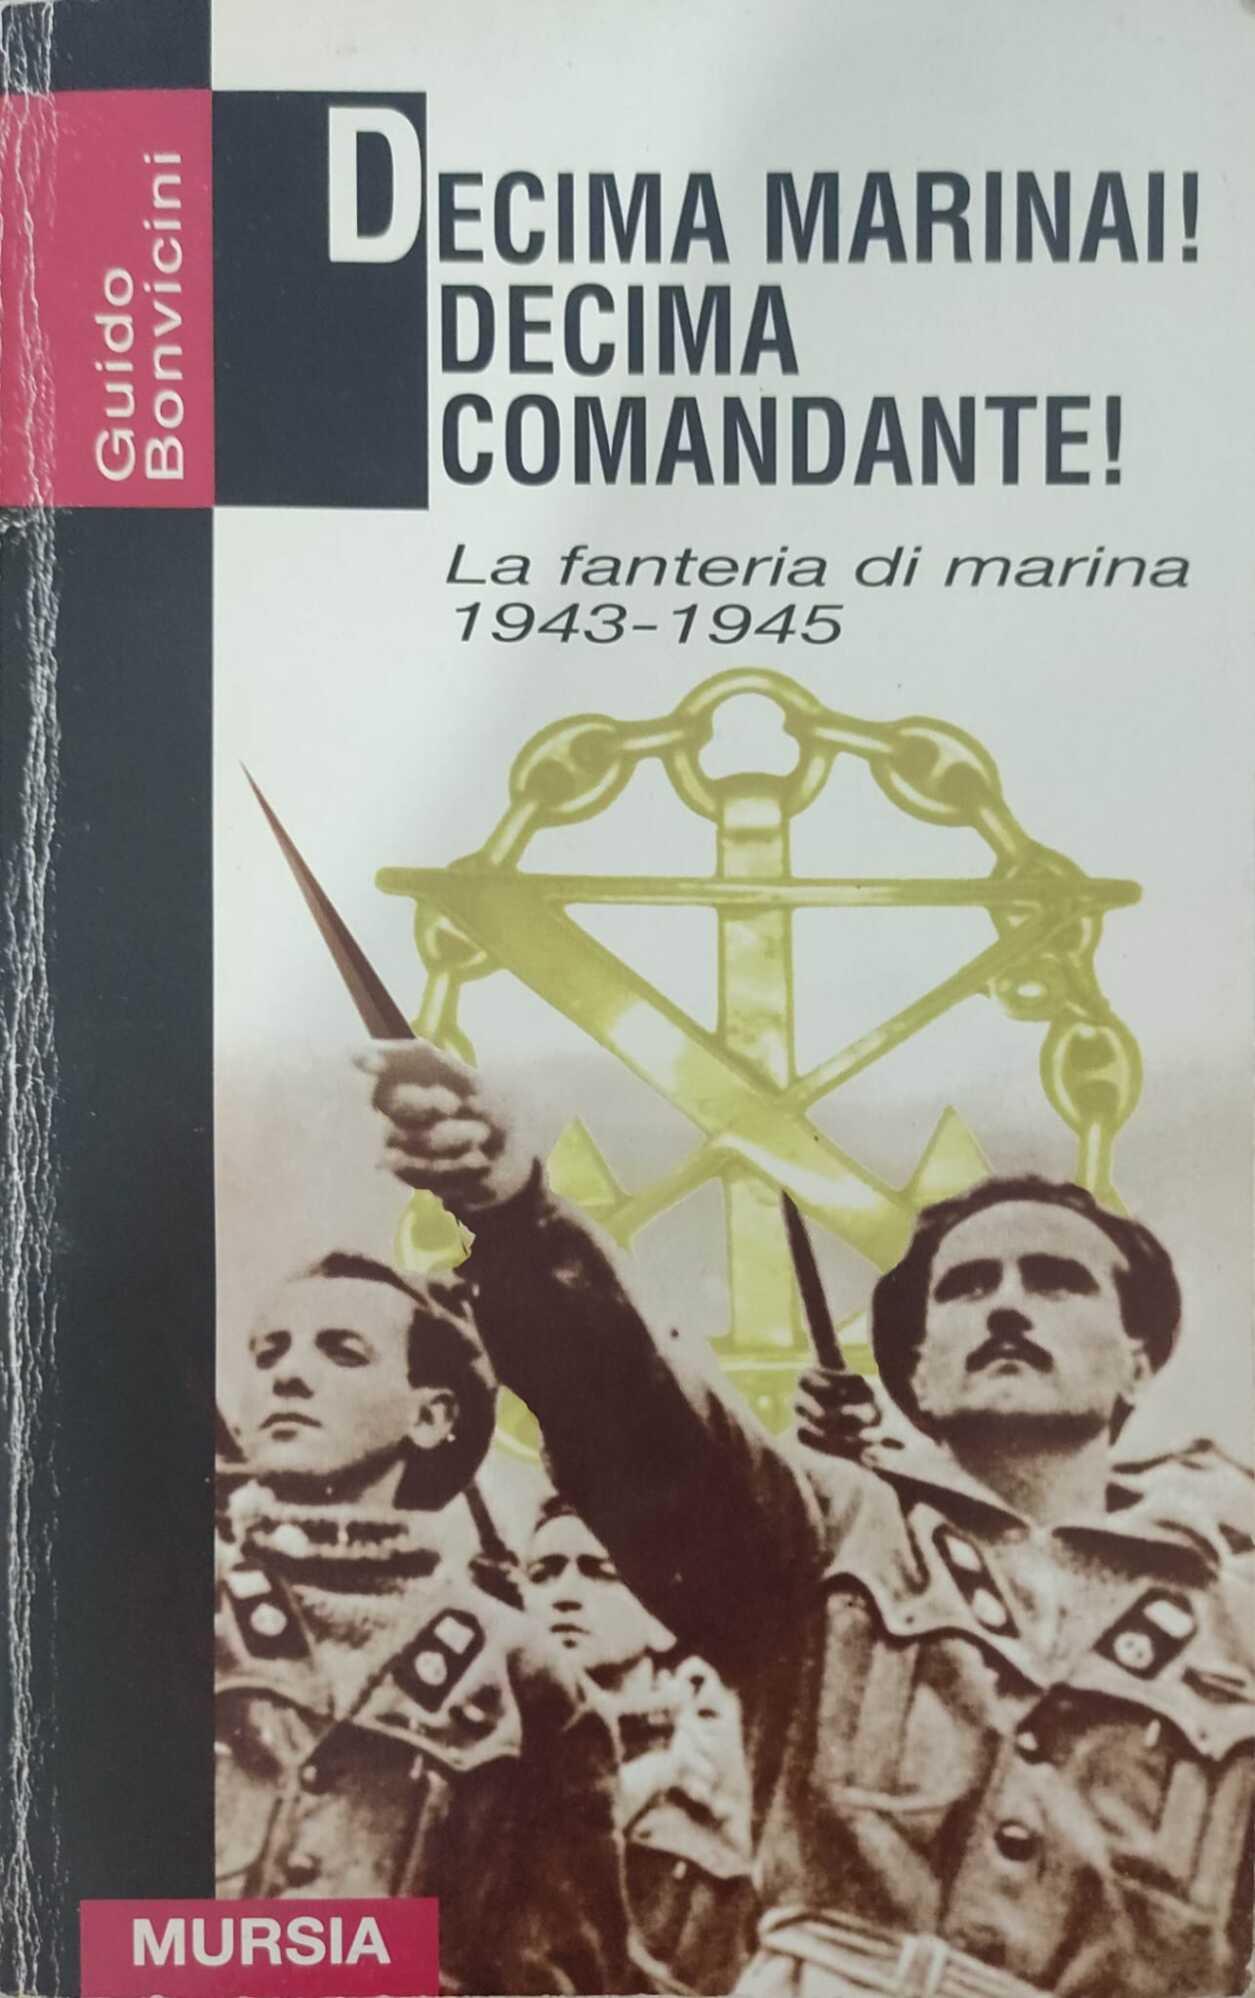 Guido
Bonvicini
DECIMA MARINAI!
DECIMA
COMANDANTE!
La fanteria di marina
1943-1945
MURSIA